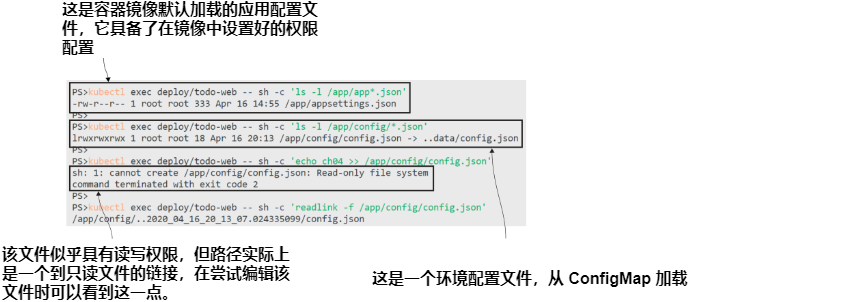 这是容器镜像默认加载的应用配置文
件，它具备了在镜像中设置好的权限
配置
PS>kubectl exec deploy/todo-web -- sh -c 'ls -l /app/app*.json'
-rw-r--r-- 1 root root 333 Apr 16 14:55 /app/appsettings.json
PS>
PS>kubectl exec deploy/todo-web -- sh -c 'ls -l /app/config/*.json'
lrwxrwxrwx 1 root root 18 Apr 16 20:13 /app/config/config.json -> ..data/config.json
PS>
PS>kubectl exec deploy/todo-web -- sh -c 'echo ch04 >> /app/config/config.json'
sh: 1: cannot create /app/config/config.json: Read-only file system
command terminated with exit code 2
PS>
PS>kubectl exec deploy/todo-web -- sh -c 'readlink -f /app/config/config.json'
/app/config/..2020_04_16_20_13_07.024335099/config.json
该文件似乎具有读写权限，但路径实际上
是一个到只读文件的链接，在尝试编辑该
文件时可以看到这一点。
这是一个环境配置文件，从 ConfigMap 加载